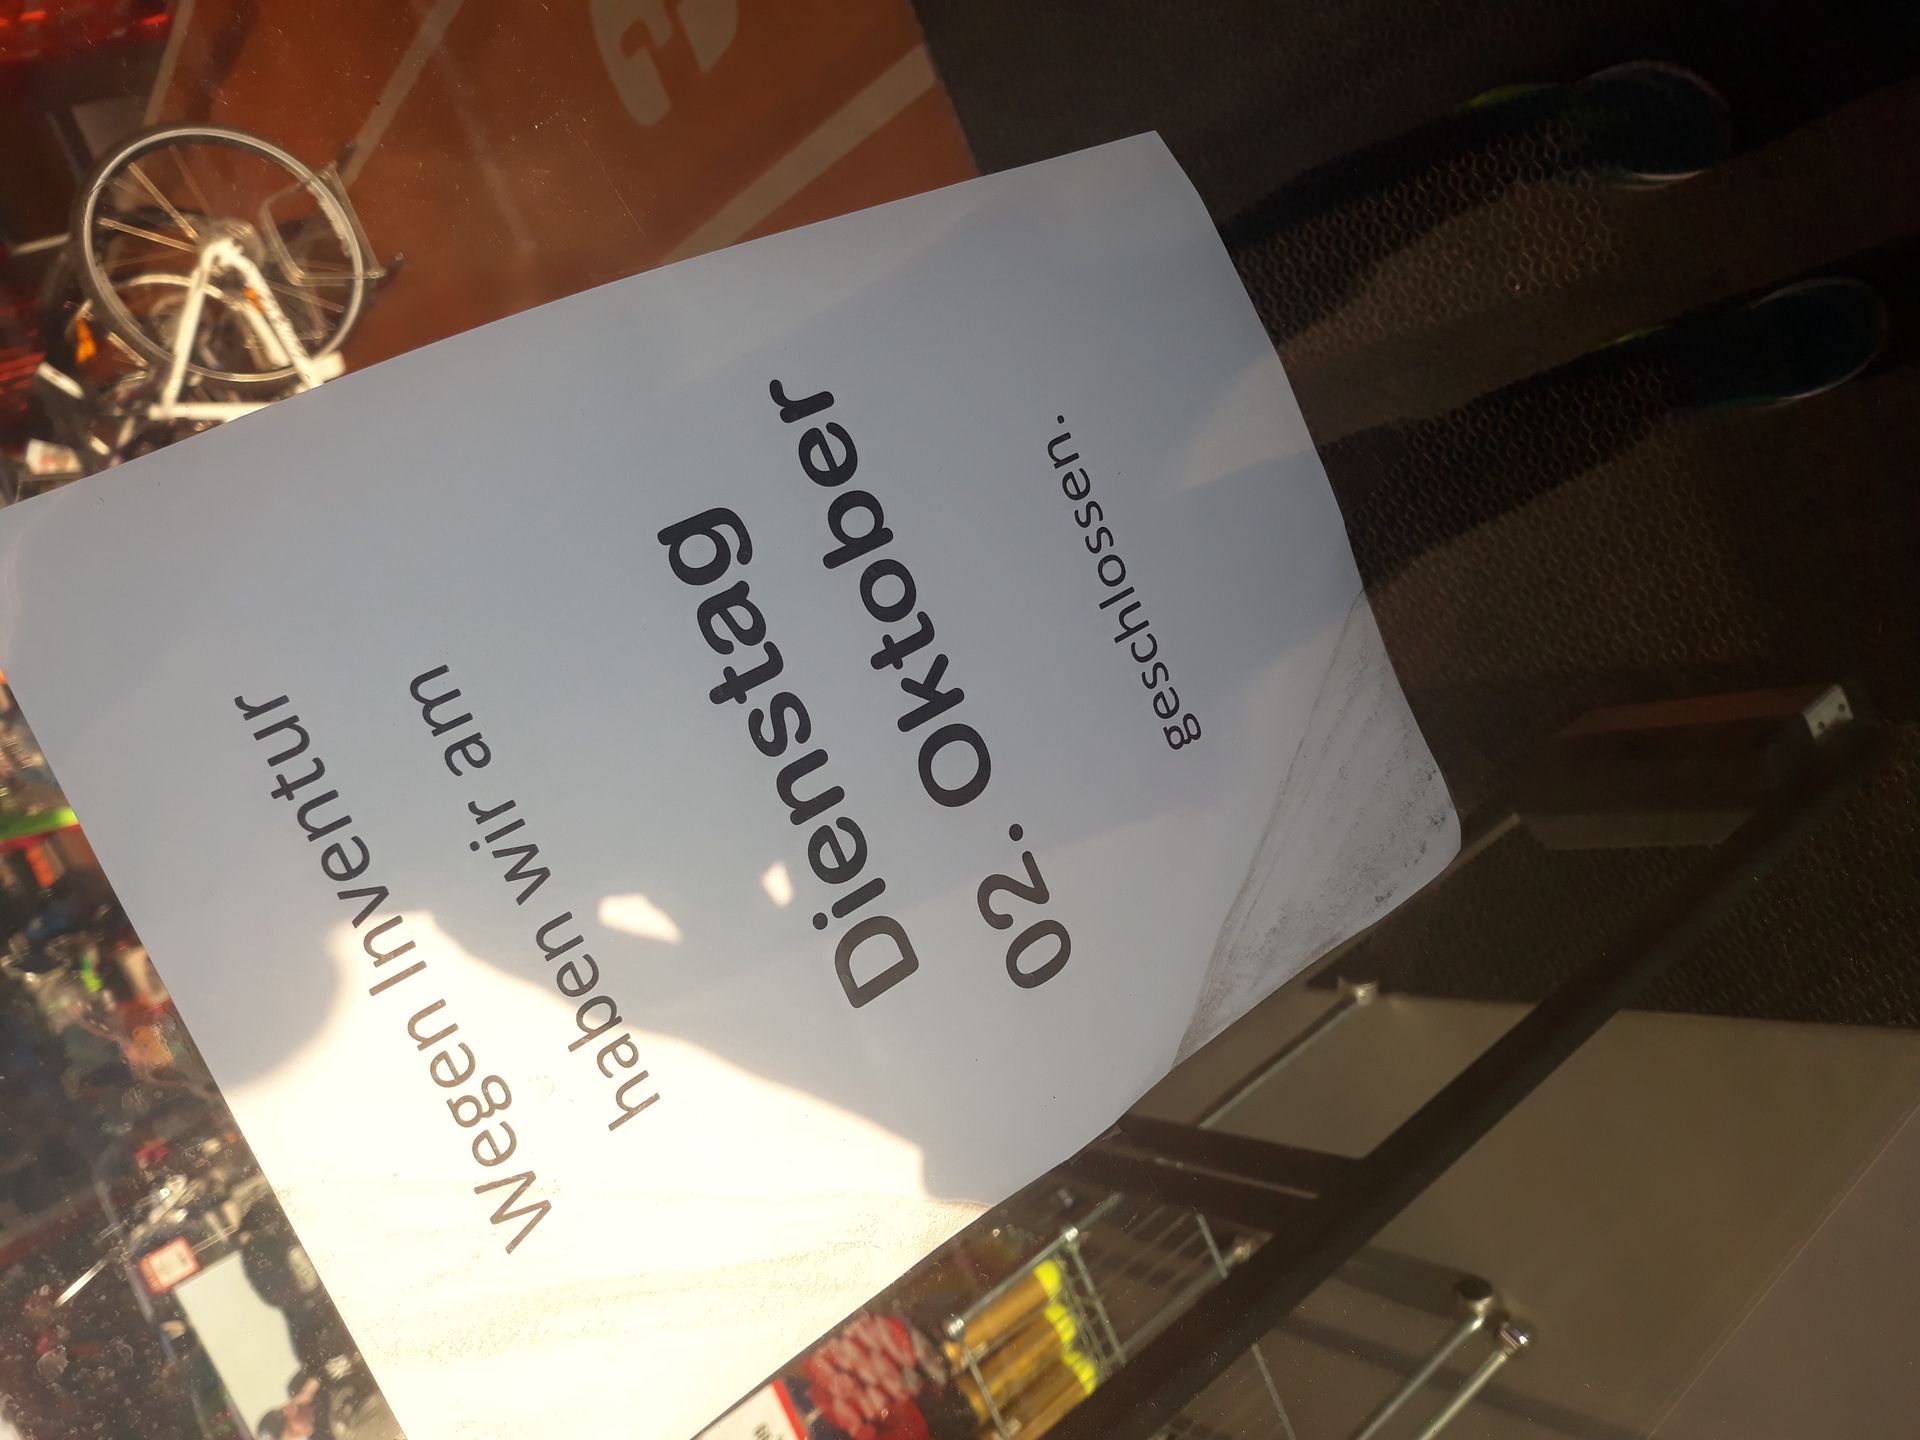 Wegen Inventur
haben wir am
Dienstag
02. Oktober
geschlossen.